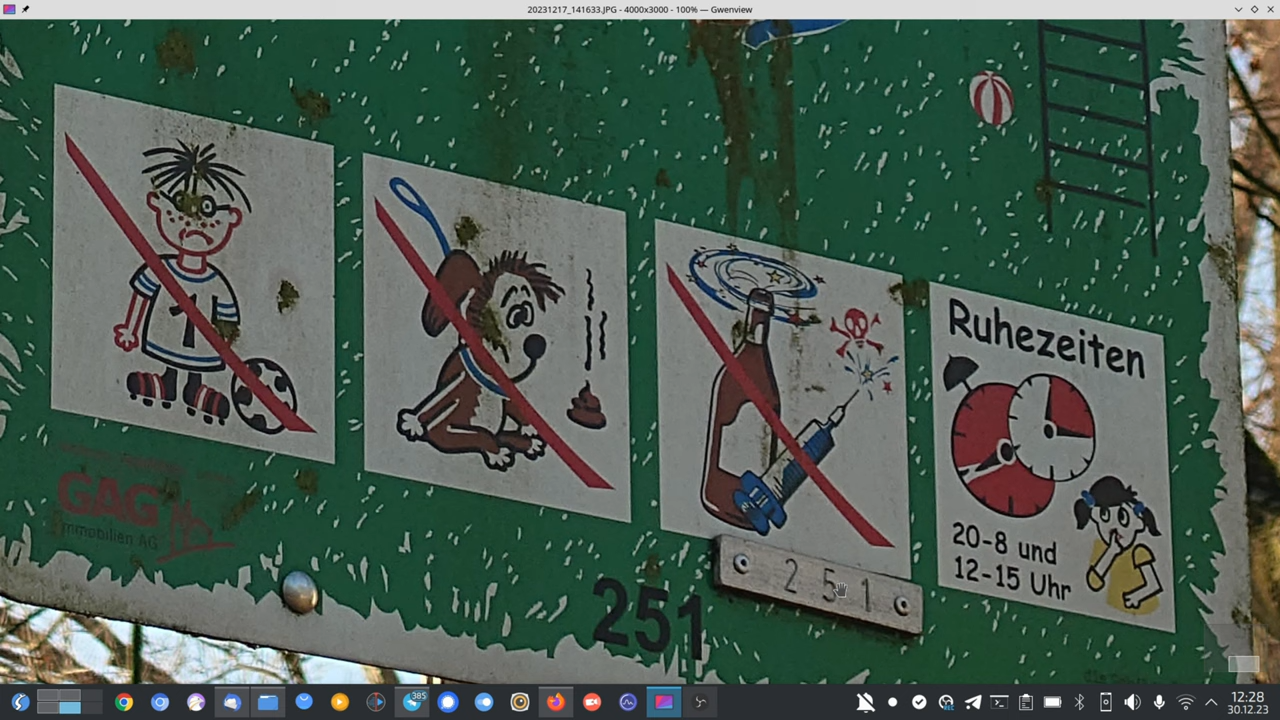 20231217_141633.JPG - 4000x3000 - 100% — Gwenview
Ruhezeiten
20-8 und
12-15 Uhr
1
GAG
Immobilien AG
2 5 1
251
385
12:28
30.12.23